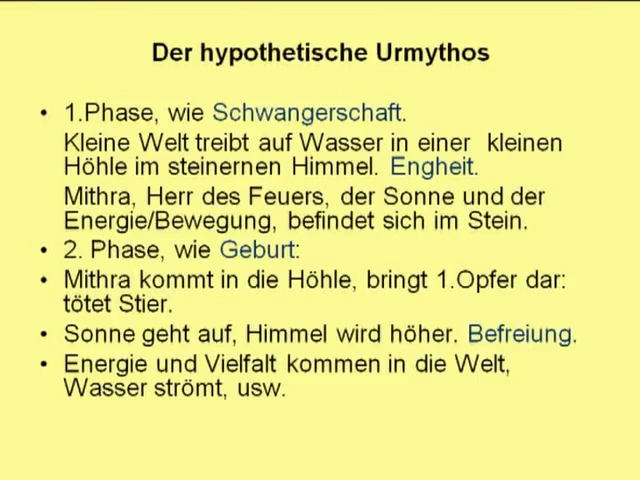 Der hypothetische Urmythos
• 1.Phase, wie Schwangerschaft.
Kleine Welt treibt auf Wasser in einer kleinen
Höhle im steinernen Himmel. Engheit.
Mithra, Herr des Feuers, der Sonne und der
Energie/Bewegung, befindet sich im Stein.
• 2. Phase, wie Geburt:
• Mithra kommt in die Höhle, bringt 1.Opfer dar:
tötet Stier.
• Sonne geht auf, Himmel wird höher. Befreiung.
• Energie und Vielfalt kommen in die Welt,
Wasser strömt, usw.